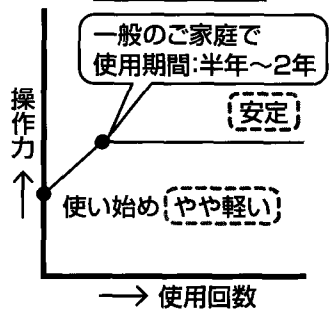 一般のご家庭で
使用期間:半年～2年
安定
操作力
使い始め やや軽い
使用回数